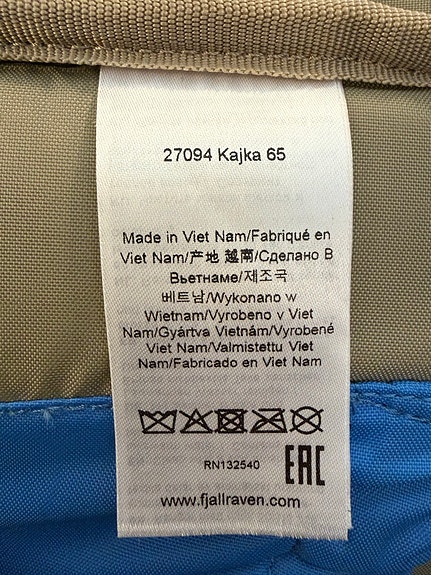 27094 Kajka 65
Made in Viet Nam/Fabriqué en
Viet Nam/产地 越南/Сделано В
Вьетнаме/제조국
베트남/Wykonano w
Wietnam/Vyrobeno v Viet
Nam/Gyártva Vietnám/Vyrobené
Viet Nam/Valmistettu Viet
Nam/Fabricado en Viet Nam
RN132540
EAC
www.fjallraven.com